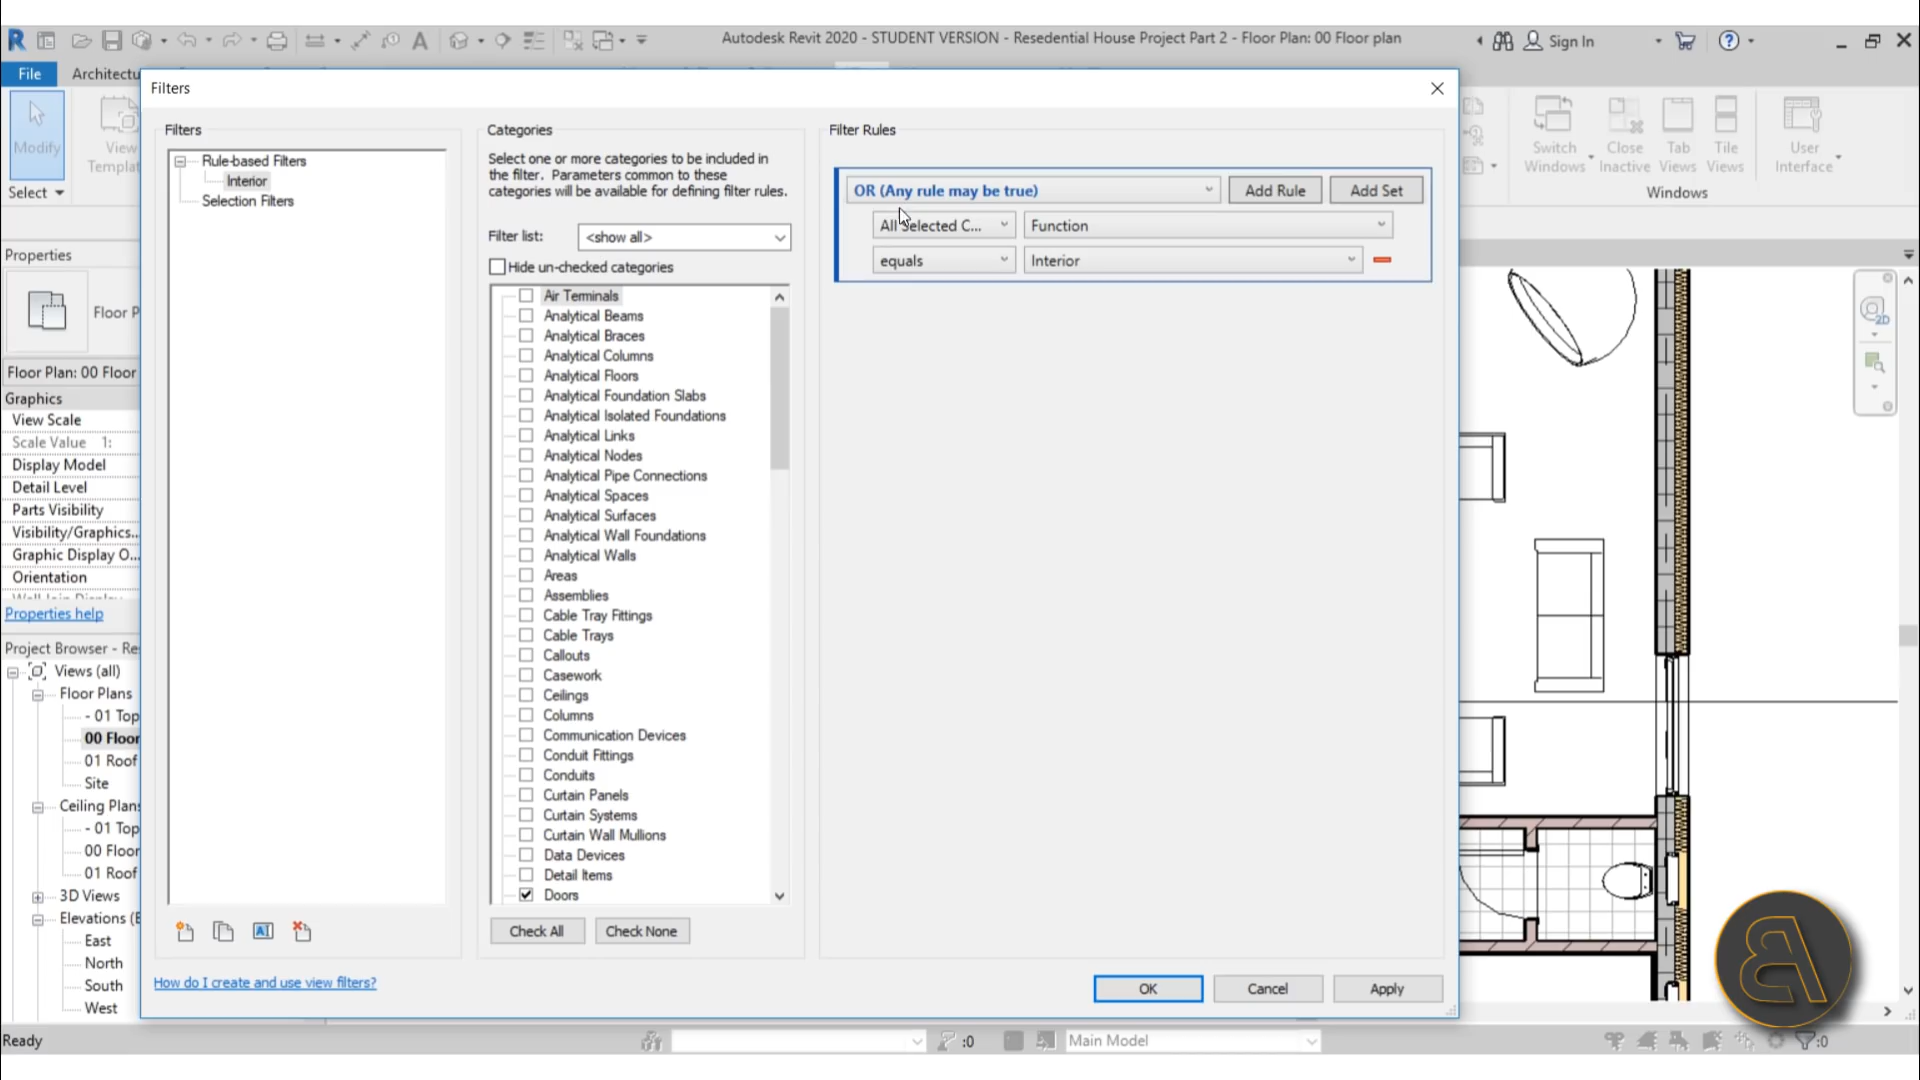 Autodesk Revit 2020 - STUDENT VERSION - Resedential House Project Part 2 - Floor Plan: 00 Floor plan
Sign In
File
Architectu
Modify
View
Templat
Select
Switch
Windows
Close
Inactive
Tab
Views
Tile
Views
User
Interface
Windows
Filters
Filters
Rule-based Filters
Interior
Selection Filters
Categories
Select one or more categories to be included in
the filter. Parameters common to these
categories will be available for defining filter rules.
Filter list:
<show all>
Hide un-checked categories
Air Terminals
Analytical Beams
Analytical Braces
Analytical Columns
Analytical Floors
Analytical Foundation Slabs
Analytical Isolated Foundations
Analytical Links
Analytical Nodes
Analytical Pipe Connections
Analytical Spaces
Analytical Surfaces
Analytical Wall Foundations
Analytical Walls
Areas
Assemblies
Cable Tray Fittings
Cable Trays
Callouts
Casework
Ceilings
Columns
Communication Devices
Conduit Fittings
Conduits
Curtain Panels
Curtain Systems
Curtain Wall Mullions
Data Devices
Detail Items
Doors
Check All
Check None
Filter Rules
OR (Any rule may be true)
Add Rule
Add Set
All Selected C...
Function
equals
Interior
How do I create and use view filters?
OK
Cancel
Apply
Properties
Floor P
Floor Plan: 00 Floor
Graphics
View Scale
Scale Value 1:
Display Model
Detail Level
Parts Visibility
Visibility/Graphics...
Graphic Display O...
Orientation
Properties help
Project Browser - Re
Views (all)
Floor Plans
- 01 Top
00 Floor
01 Roof
Site
Ceiling Plans
- 01 Top
00 Floor
01 Roof
3D Views
Elevations (E
East
North
South
West
2D
Ready
:0
Main Model
:0